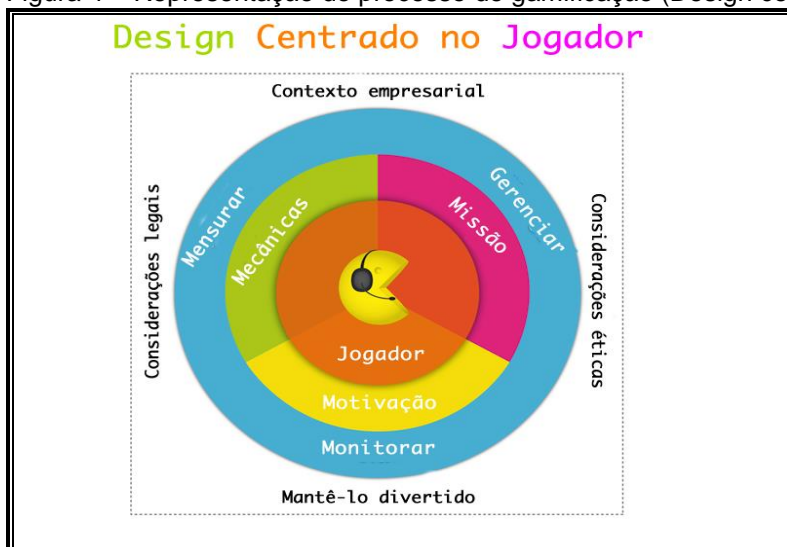 Design Centrado no Jogador
Contexto empresarial
Considerações legais
Mensurar
Mecânicas
Missão
Gerenciar
Considerações éticas
Jogador
Motivação
Monitorar
Mantê-lo divertido